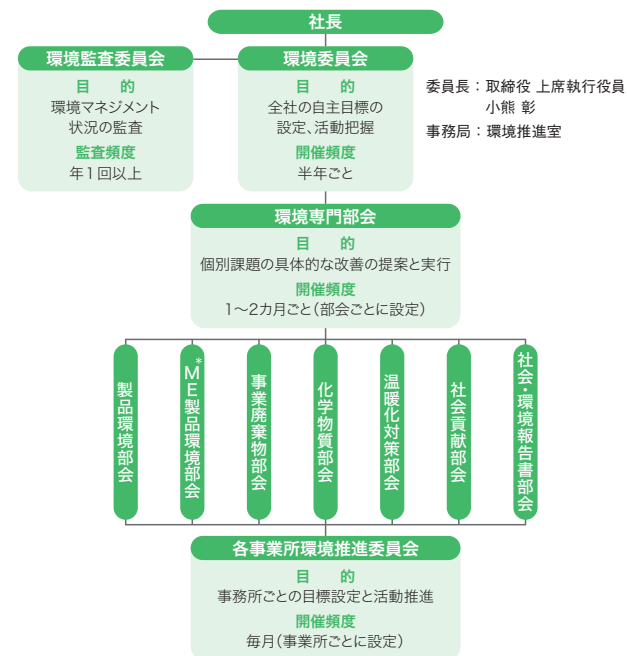 社長
環境監査委員会
目 的
環境マネジメント
状況の監査
監査頻度
年1回以上
環境委員会
目 的
全社の自主目標の
設定、活動把握
開催頻度
半年ごと
委員長：取締役 上席執行役員
小熊 彰
事務局：環境推進室
環境専門部会
目 的
個別課題の具体的な改善の提案と実行
開催頻度
1〜2カ月ごと（部会ごとに設定）
製品環境部会
ME製品環境部会*
事業廃棄物部会
化学物質部会
温暖化対策部会
社会貢献部会
社会・環境報告書部会
各事業所環境推進委員会
目 的
事務所ごとの目標設定と活動推進
開催頻度
毎月（事業所ごとに設定）